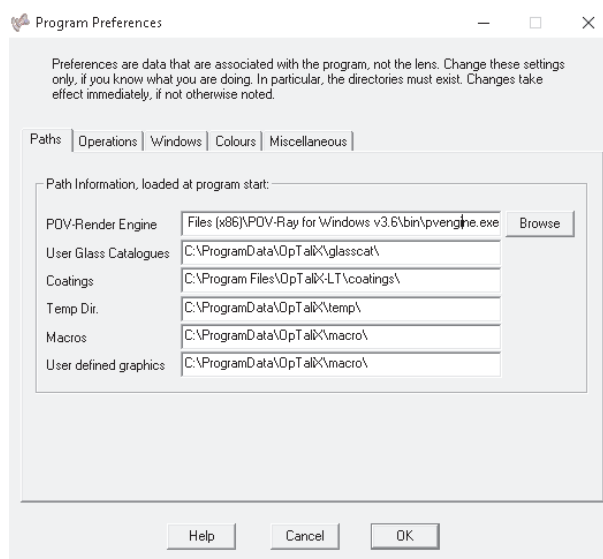 Program Preferences
Preferences are data that are associated with the program, not the lens. Change these settings
only, if you know what you are doing. In particular, the directories must exist. Changes take
effect immediately, if not otherwise noted.
Paths Operations Windows Colours Miscellaneous
Path Information, loaded at program start:
POV-Render Engine Files (x86)\POV-Ray for Windows v3.6\bin\pvengine.exe Browse
User Glass Catalogues C:\ProgramData\OpTaliX\glasscat\
Coatings C:\Program Files\OpTaliX-LT\coatings\
Temp Dir. C:\ProgramData\OpTaliX\temp\
Macros C:\ProgramData\OpTaliX\macro\
User defined graphics C:\ProgramData\OpTaliX\macro\
Help Cancel OK